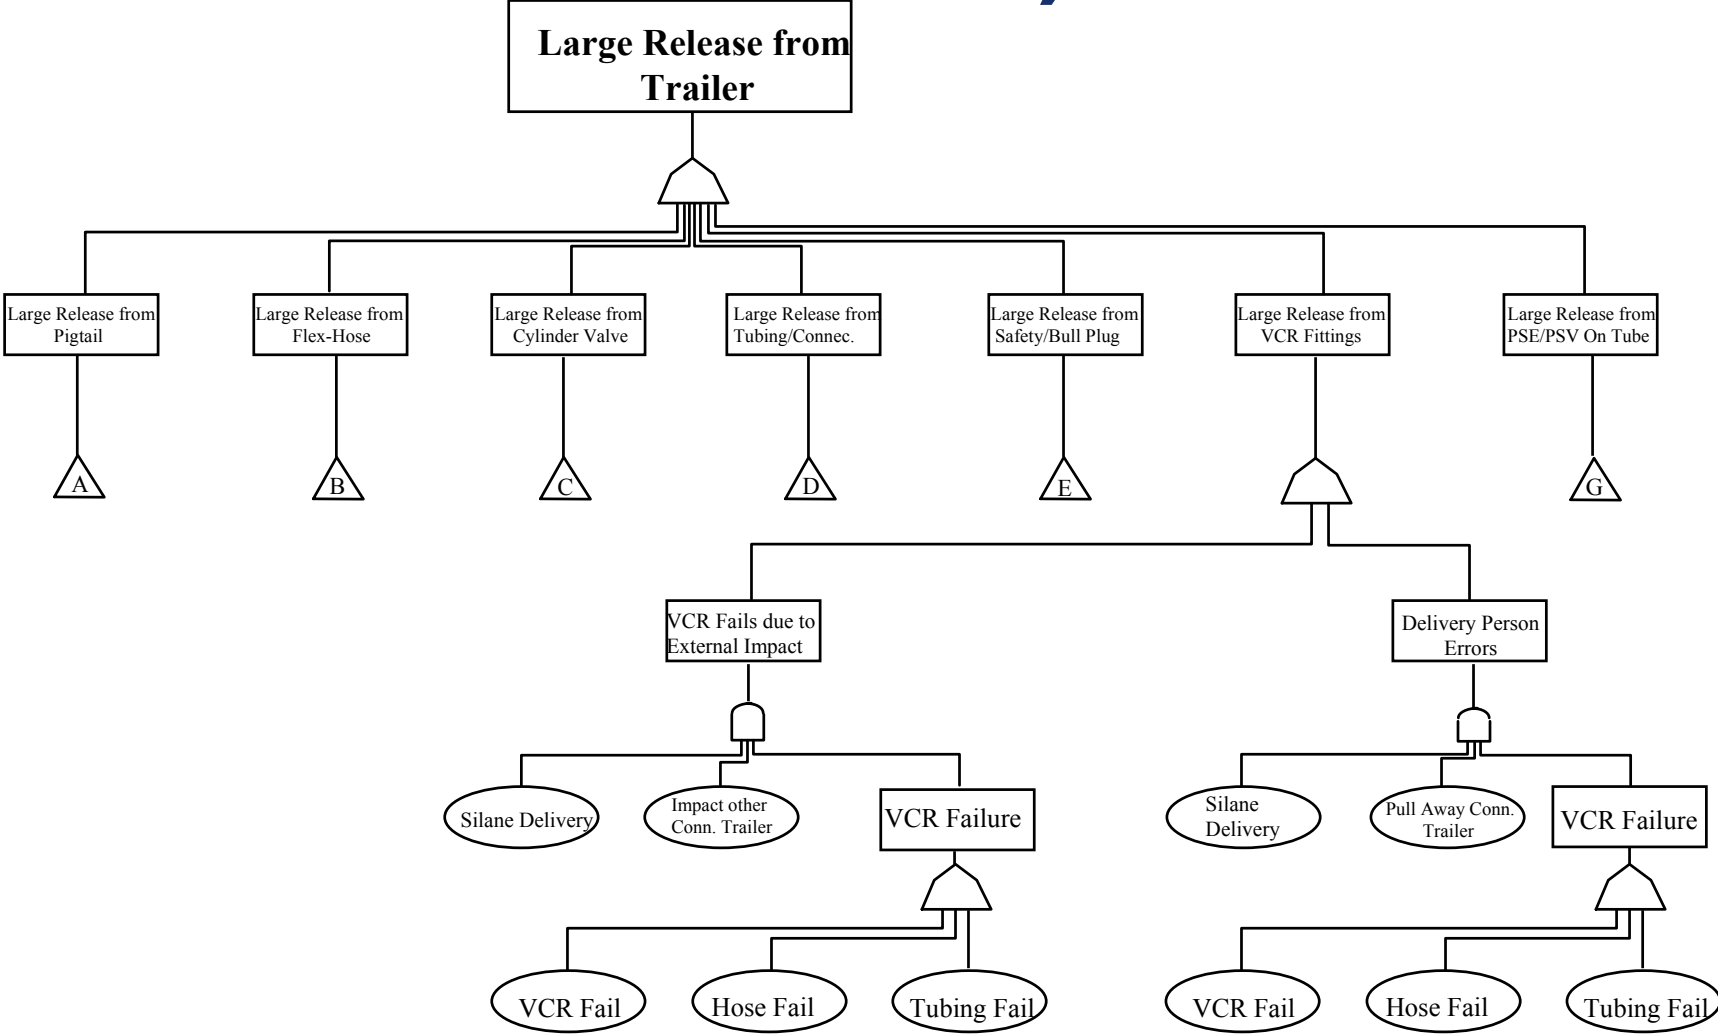 Large Release from
Trailer
Large Release from
Pigtail
Large Release from
Flex-Hose
Large Release from
Cylinder Valve
Large Release from
Tubing/Connec.
Large Release from
Safety/Bull Plug
Large Release from
VCR Fittings
Large Release from
PSE/PSV On Tube
A
B
C
D
E
G
VCR Fails due to
External Impact
Delivery Person
Errors
Silane Delivery
Impact other
Conn. Trailer
VCR Failure
Silane
Delivery
Pull Away Conn.
Trailer
VCR Failure
VCR Fail
Hose Fail
Tubing Fail
VCR Fail
Hose Fail
Tubing Fail